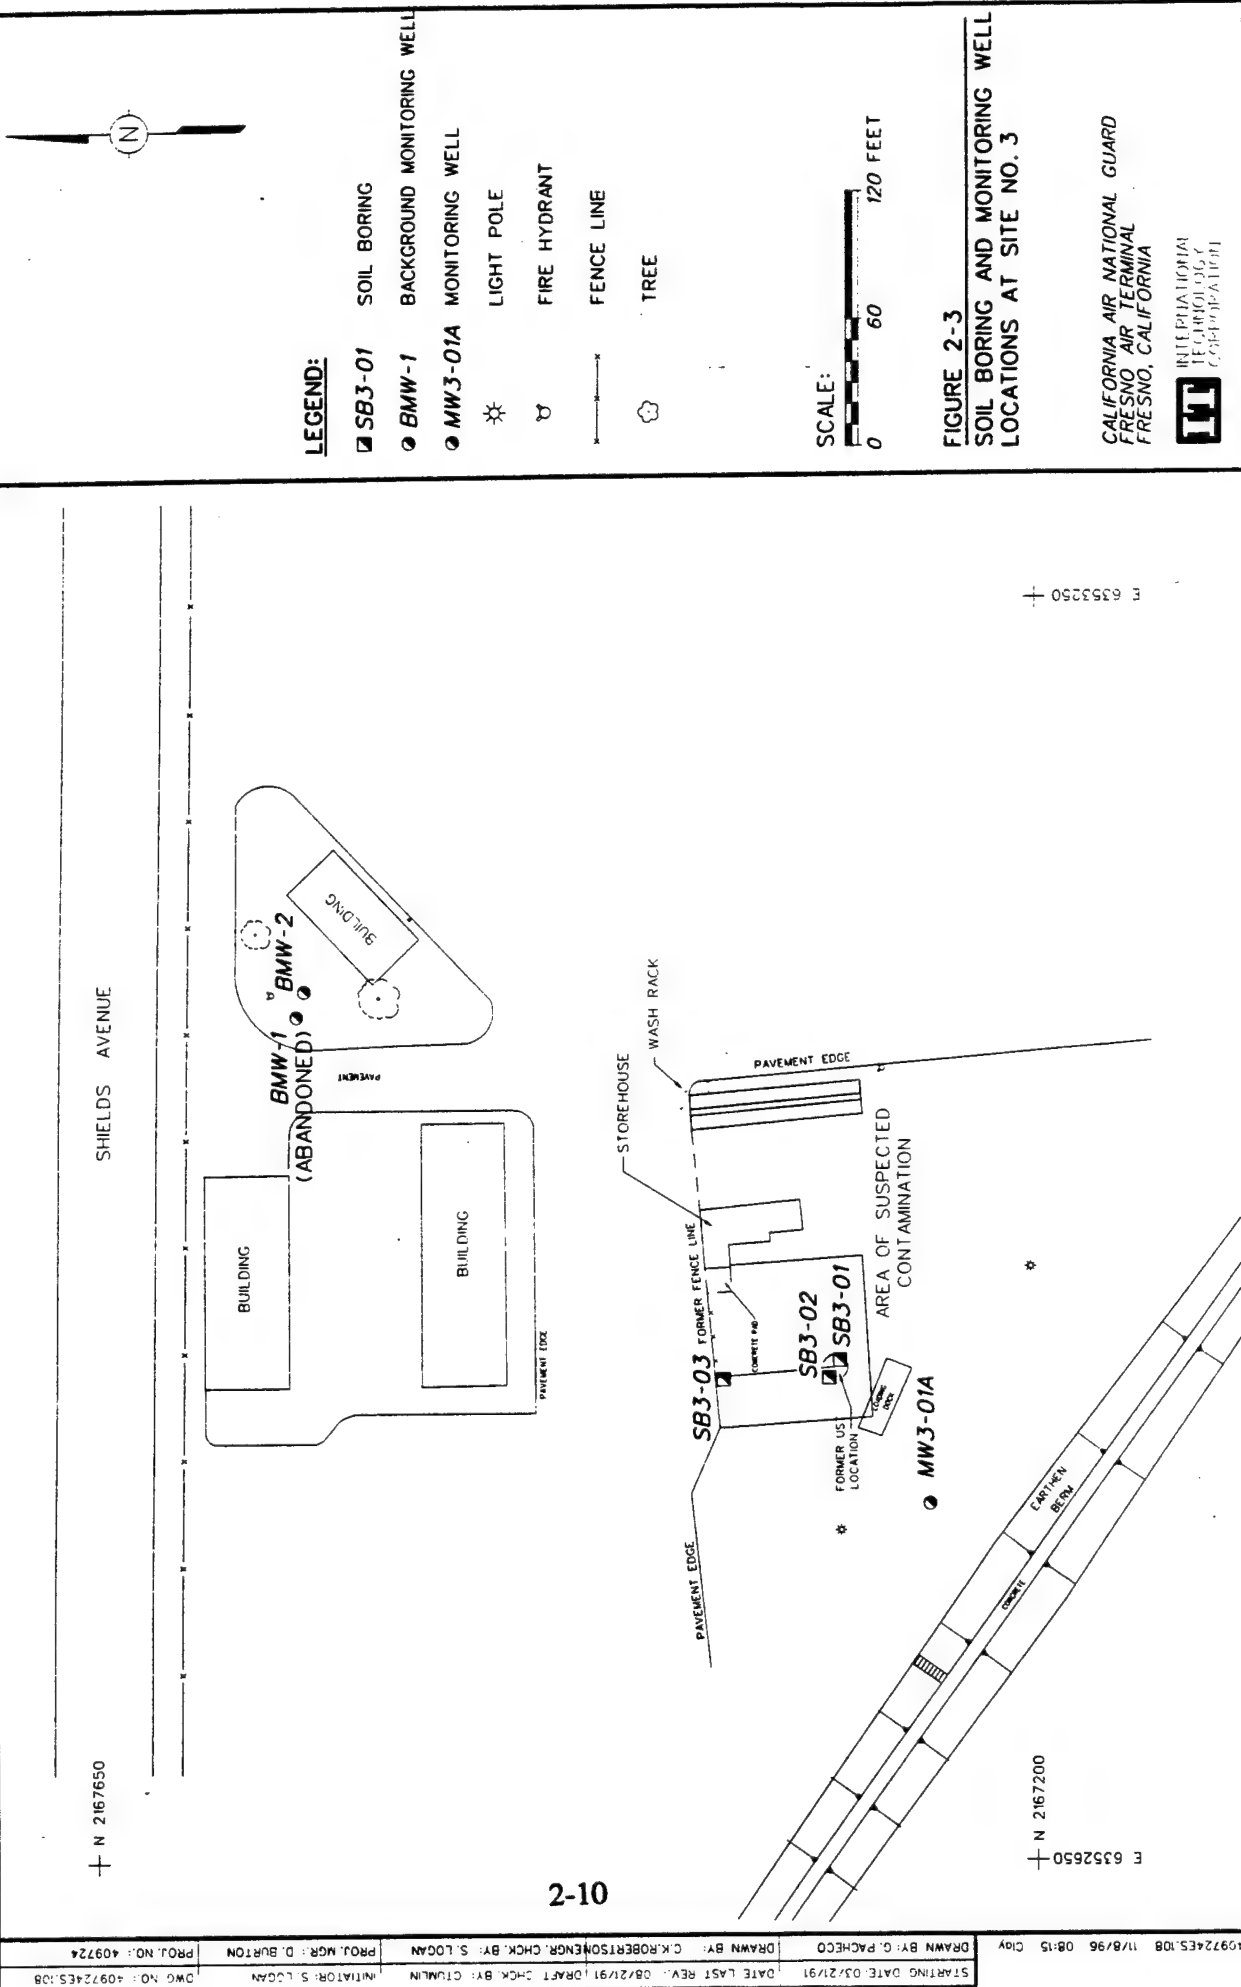 SHIELDS AVENUE
N 2167650
BUILDING
BUILDING
BUILDING
BMW-1
(ABANDONED)
BMW-2
PAVEMENT
PAVEMENT EDGE
STOREHOUSE
WASH RACK
PAVEMENT EDGE
FORMER FENCE LINE
SB3-03
CONCRETE PAD
SB3-02
SB3-01
AREA OF SUSPECTED
CONTAMINATION
FORMER UST
LOCATION
LOADING
DOCK
MW3-01A
PAVEMENT EDGE
EARTHEN
BERM
CONCRETE
N 2167200
E 6352650
E 6353250
N
LEGEND:
SB3-01 SOIL BORING
BMW-1 BACKGROUND MONITORING WELL
MW3-01A MONITORING WELL
LIGHT POLE
FIRE HYDRANT
FENCE LINE
TREE
SCALE:
0 60 120 FEET
FIGURE 2-3
SOIL BORING AND MONITORING WELL
LOCATIONS AT SITE NO. 3
CALIFORNIA AIR NATIONAL GUARD
FRESNO AIR TERMINAL
FRESNO, CALIFORNIA
INTERNATIONAL
TECHNOLOGY
CORPORATION
2-10
STARTING DATE: 03/27/91 DATE LAST REV.: 08/21/91 DRAFT CHCK. BY: CTUMLIN INITIATOR: S. LOGAN DWG NO.: 409724ES.108
409724ES.108 11/8/96 08:15 Clay DRAWN BY: G. PACHECO DRAWN BY: C.K.ROBERTSON ENGR. CHCK. BY: S. LOGAN PROJ. MGR.: D. BURTON PROJ. NO.: 409724